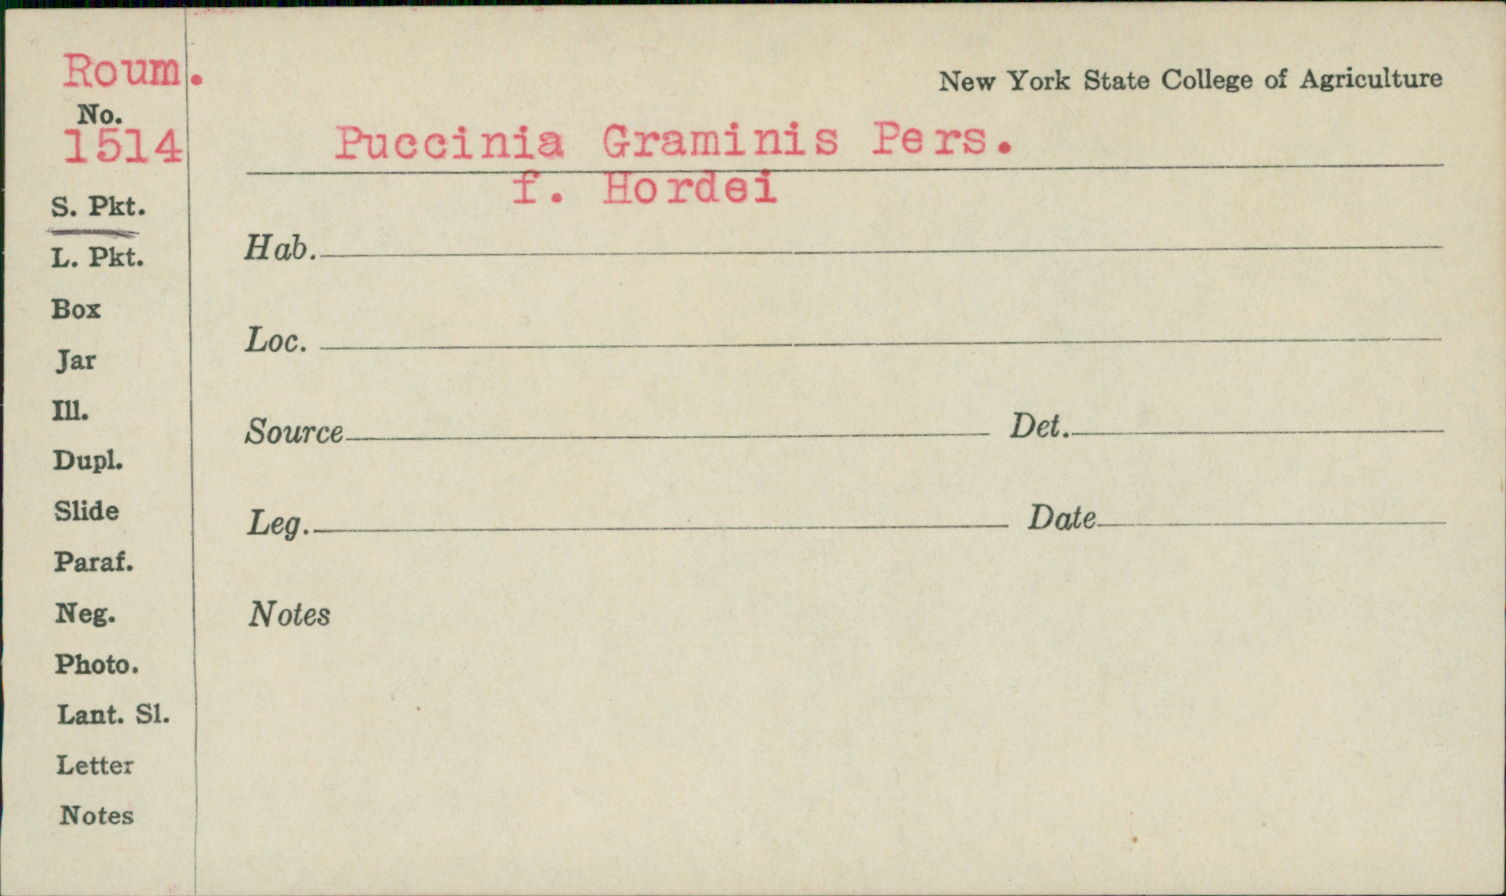 Roum.
New York State College of Agriculture
No.
1514
Puccinia Graminis Pers.
f. Hordei
S. Pkt.
Hab.
L. Pkt.
Box
Loc.
Jar
Ill.
Source Det.
Dupl.
Slide
Leg. Date
Paraf.
Neg.
Notes
Photo.
Lant. Sl.
Letter
Notes